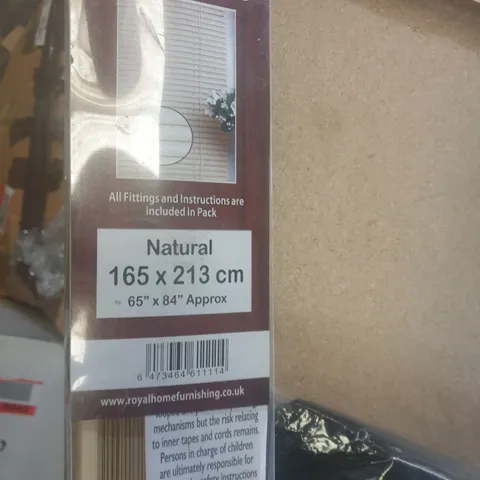 All Fittings and Instructions are
included in Pack
Natural
165 x 213 cm
65" x 84" Approx
6 473464 611114
www.royalhomefurnishing.co.uk
mechanisms but the risk relating
to inner tapes and cords remains.
Persons in charge of children
are ultimately responsible for
instructions